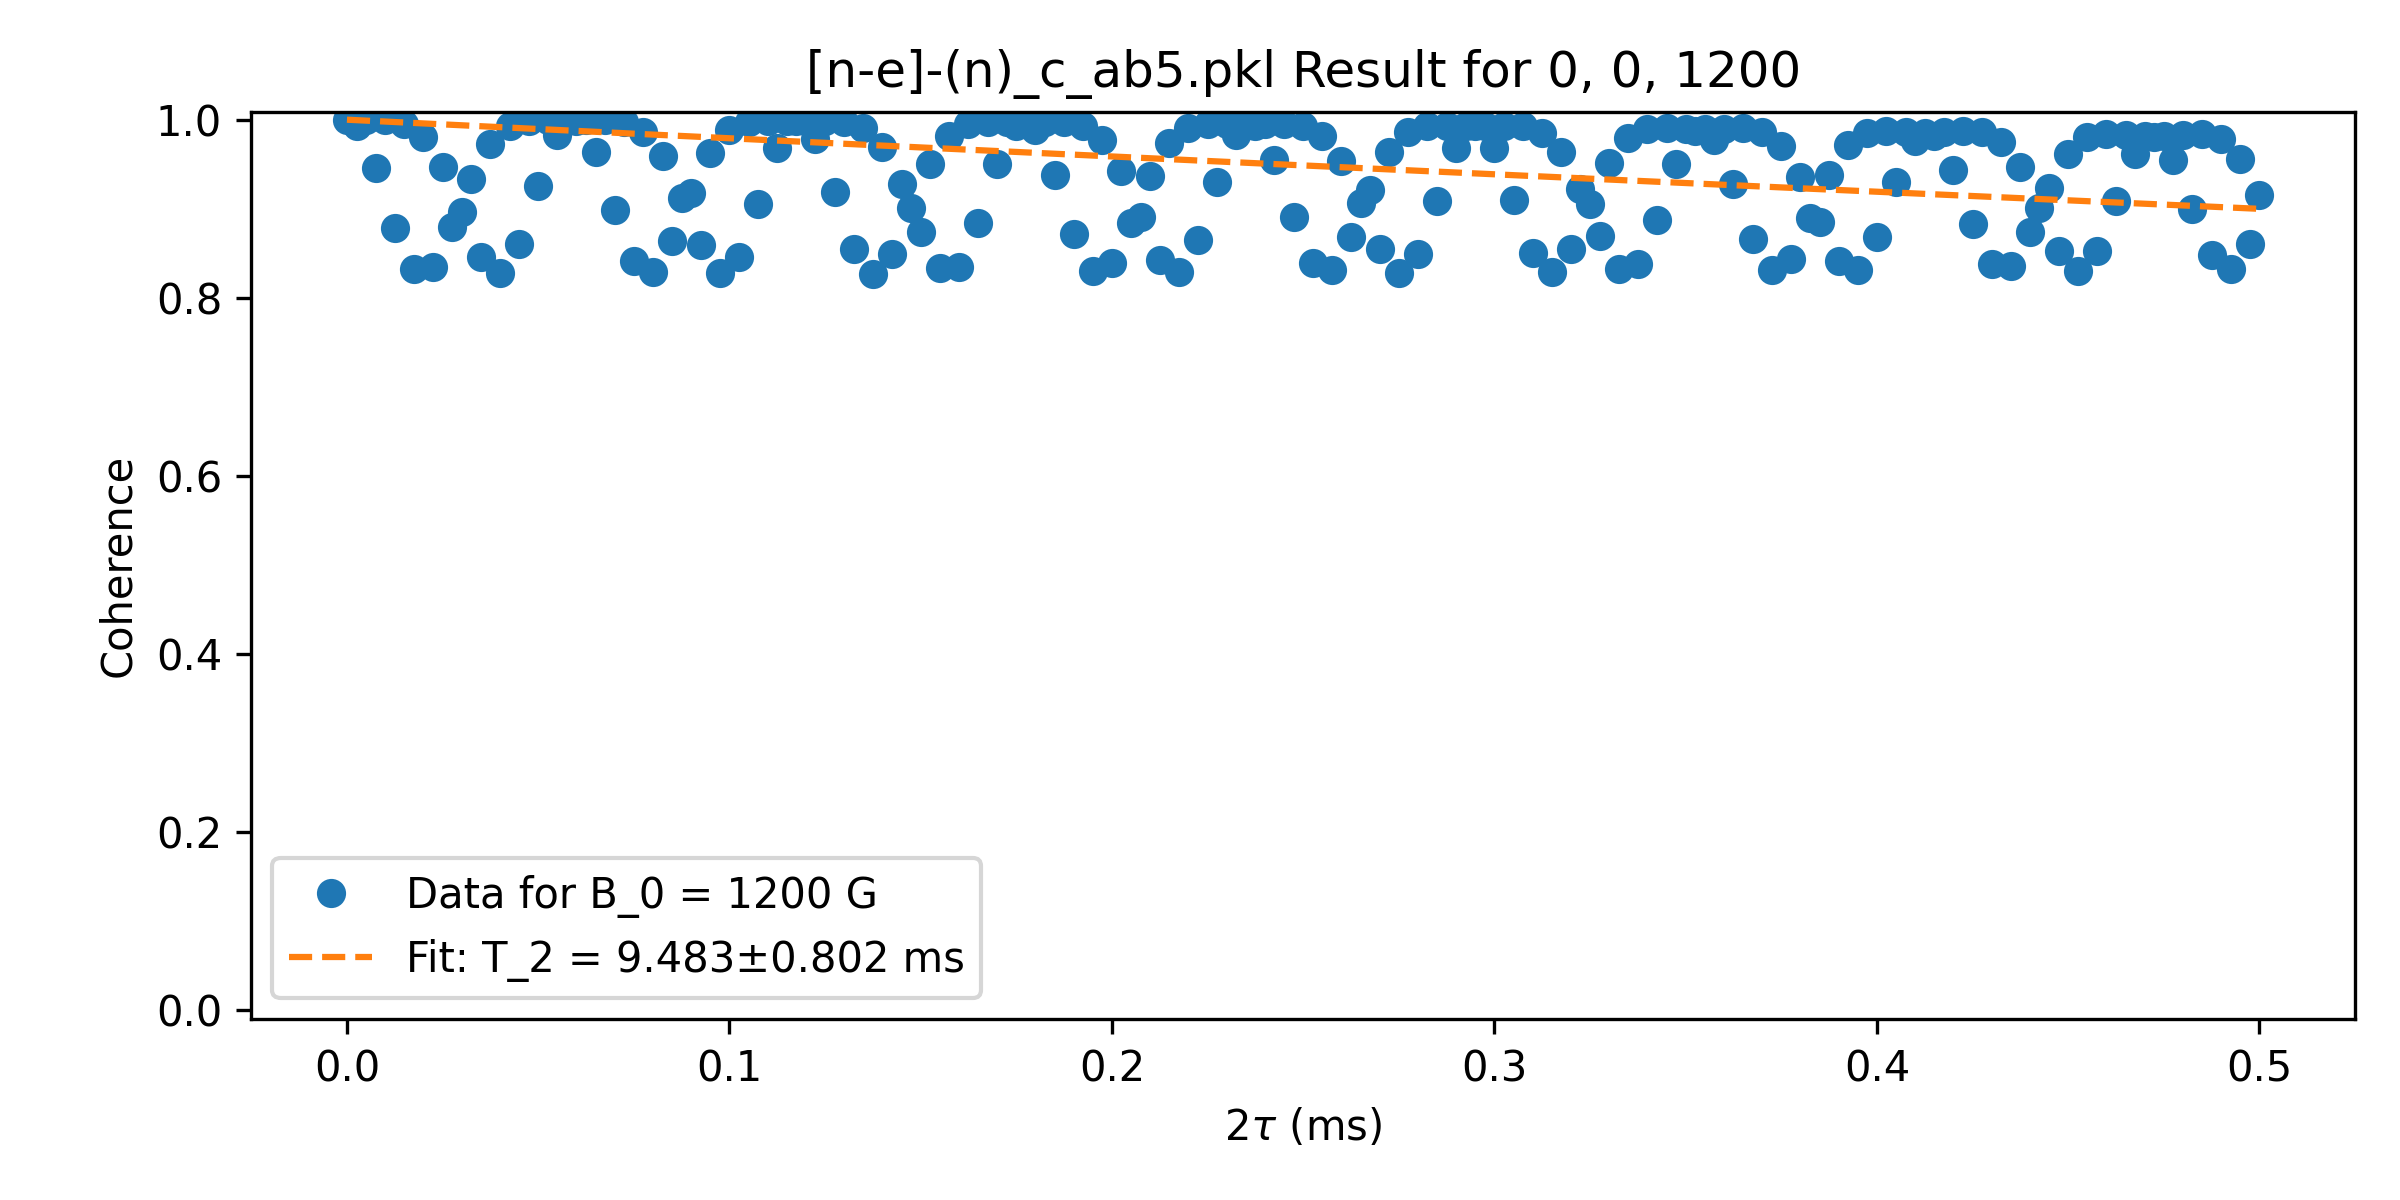 [n-e]-(n)_c_ab5.pkl Result for 0, 0, 1200
1.0
0.8
0.6
0.4
0.2
0.0
Coherence
Data for B_0 = 1200 G
Fit: T_2 = 9.483±0.802 ms
0.0 0.1 0.2 0.3 0.4 0.5
2τ (ms)